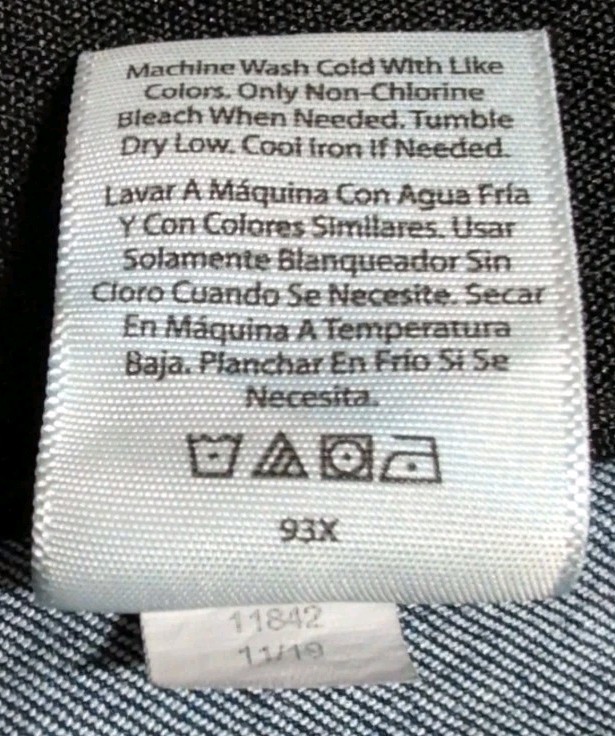 Machine Wash Cold With Like
Colors. Only Non-Chlorine
Bleach When Needed. Tumble
Dry Low. Cool Iron If Needed.
Lavar A Máquina Con Agua Fría
Y Con Colores Similares. Usar
Solamente Blanqueador Sin
Cloro Cuando Se Necesite. Secar
En Máquina A Temperatura
Baja. Planchar En Frío Si Se
Necesita.
93X
11842
11/19